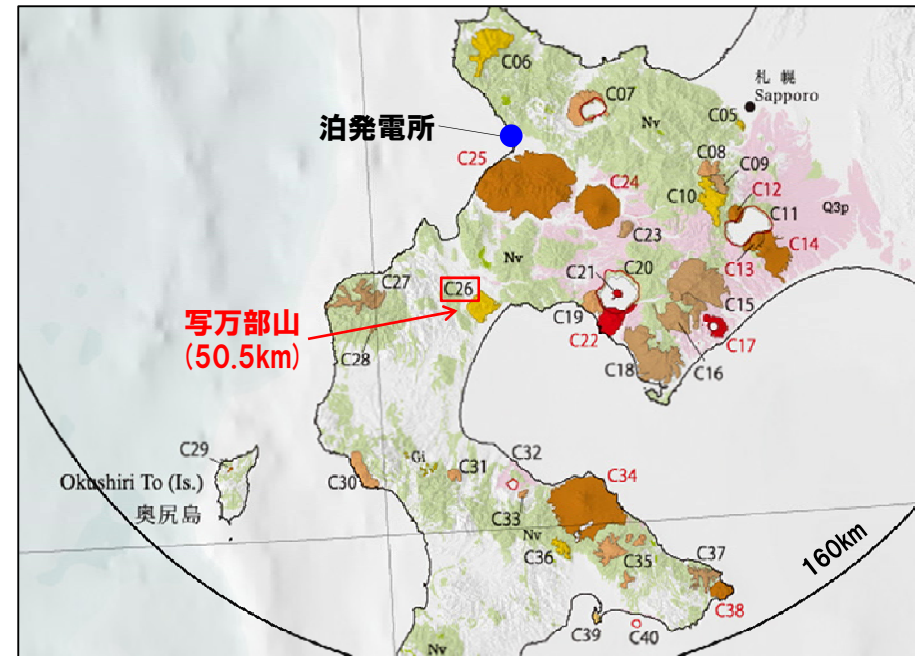 C06
C07
札幌
Sapporo
C05
泊発電所
Nv
C25
C08
C09
C24
C10
C12
C11
Q3p
C23
C14
C13
Nv
C21
C20
C27
C26
C15
写万部山
(50.5km)
C19
C22
C17
C28
C18
C16
C29
Okushiri To (Is.)
奥尻島
C30
Gi
C31
C32
C34
C33
Nv
C36
C35
C37
160km
C38
C39
C40
Nv